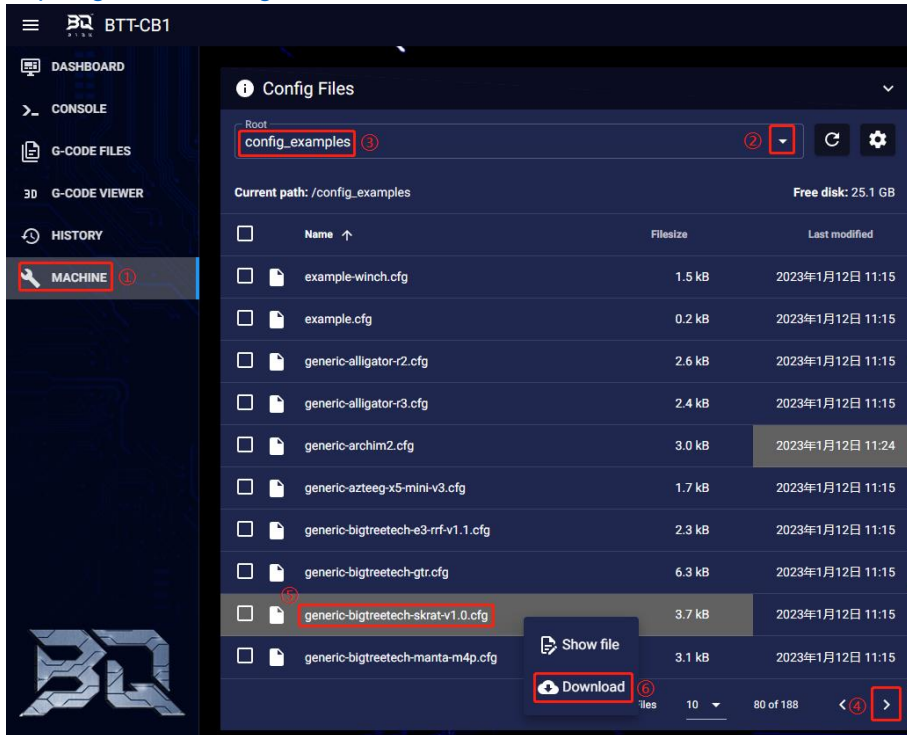 BTT-CB1
DASHBOARD
CONSOLE
G-CODE FILES
3D G-CODE VIEWER
HISTORY
MACHINE ①
Config Files
Root
config_examples ③ ②
Current path: /config_examples Free disk: 25.1 GB
Name ↑ Filesize Last modified
example-winch.cfg 1.5 kB 2023年1月12日 11:15
example.cfg 0.2 kB 2023年1月12日 11:15
generic-alligator-r2.cfg 2.6 kB 2023年1月12日 11:15
generic-alligator-r3.cfg 2.4 kB 2023年1月12日 11:15
generic-archim2.cfg 3.0 kB 2023年1月12日 11:24
generic-azteeg-x5-mini-v3.cfg 1.7 kB 2023年1月12日 11:15
generic-bigtreetech-e3-rrf-v1.1.cfg 2.3 kB 2023年1月12日 11:15
generic-bigtreetech-gtr.cfg 6.3 kB 2023年1月12日 11:15
⑤
generic-bigtreetech-skrat-v1.0.cfg 3.7 kB 2023年1月12日 11:15
Show file
generic-bigtreetech-manta-m4p.cfg 3.1 kB 2023年1月12日 11:15
Download ⑥
10 80 of 188 < ④ >